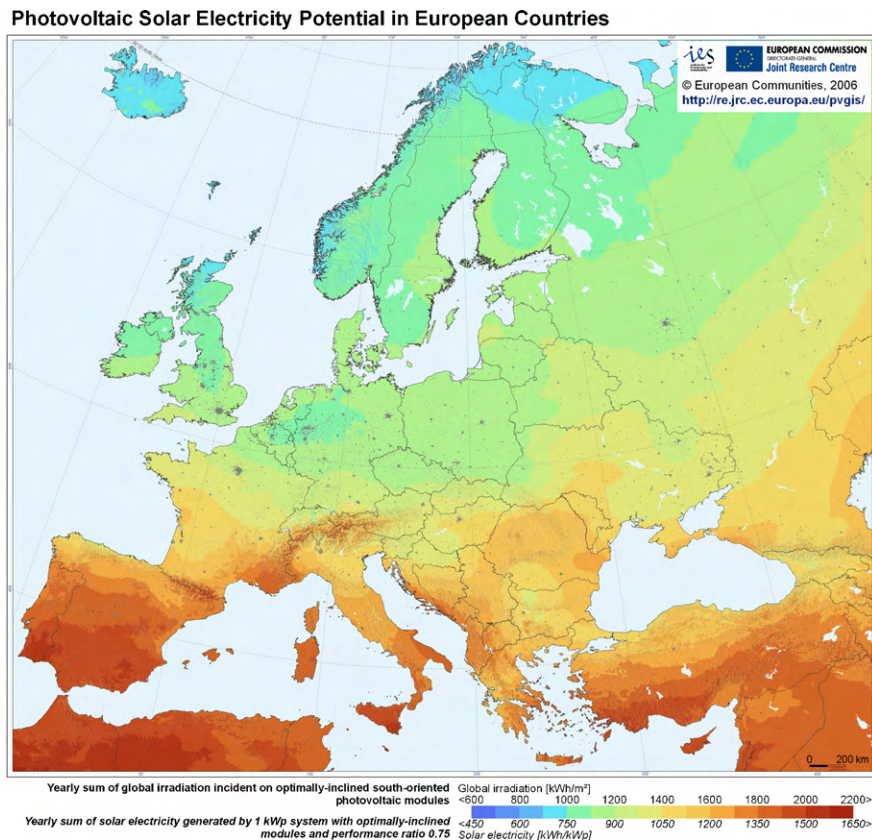 Photovoltaic Solar Electricity Potential in European Countries
ies
EUROPEAN COMMISSION
DIRECTORATE-GENERAL
Joint Research Centre
© European Communities, 2006
http://re.jrc.ec.europa.eu/pvgis/
0 200 km
Yearly sum of global irradiation incident on optimally-inclined south-oriented
photovoltaic modules
Global irradiation [kWh/m²]
<600 800 1000 1200 1400 1600 1800 2000 2200>
<450 600 750 900 1050 1200 1350 1500 1650>
Yearly sum of solar electricity generated by 1 kWp system with optimally-inclined
modules and performance ratio 0.75
Solar electricity [kWh/kWp]